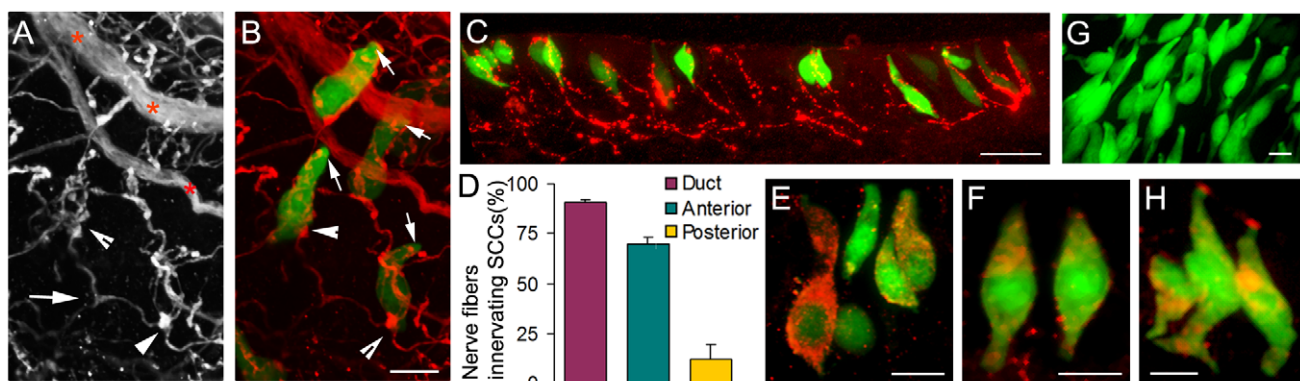 A
B
C
G
D
100
75
50
25
0
Nerve fibers
innervating SCCs(%)
Duct
Anterior
Posterior
E
F
H